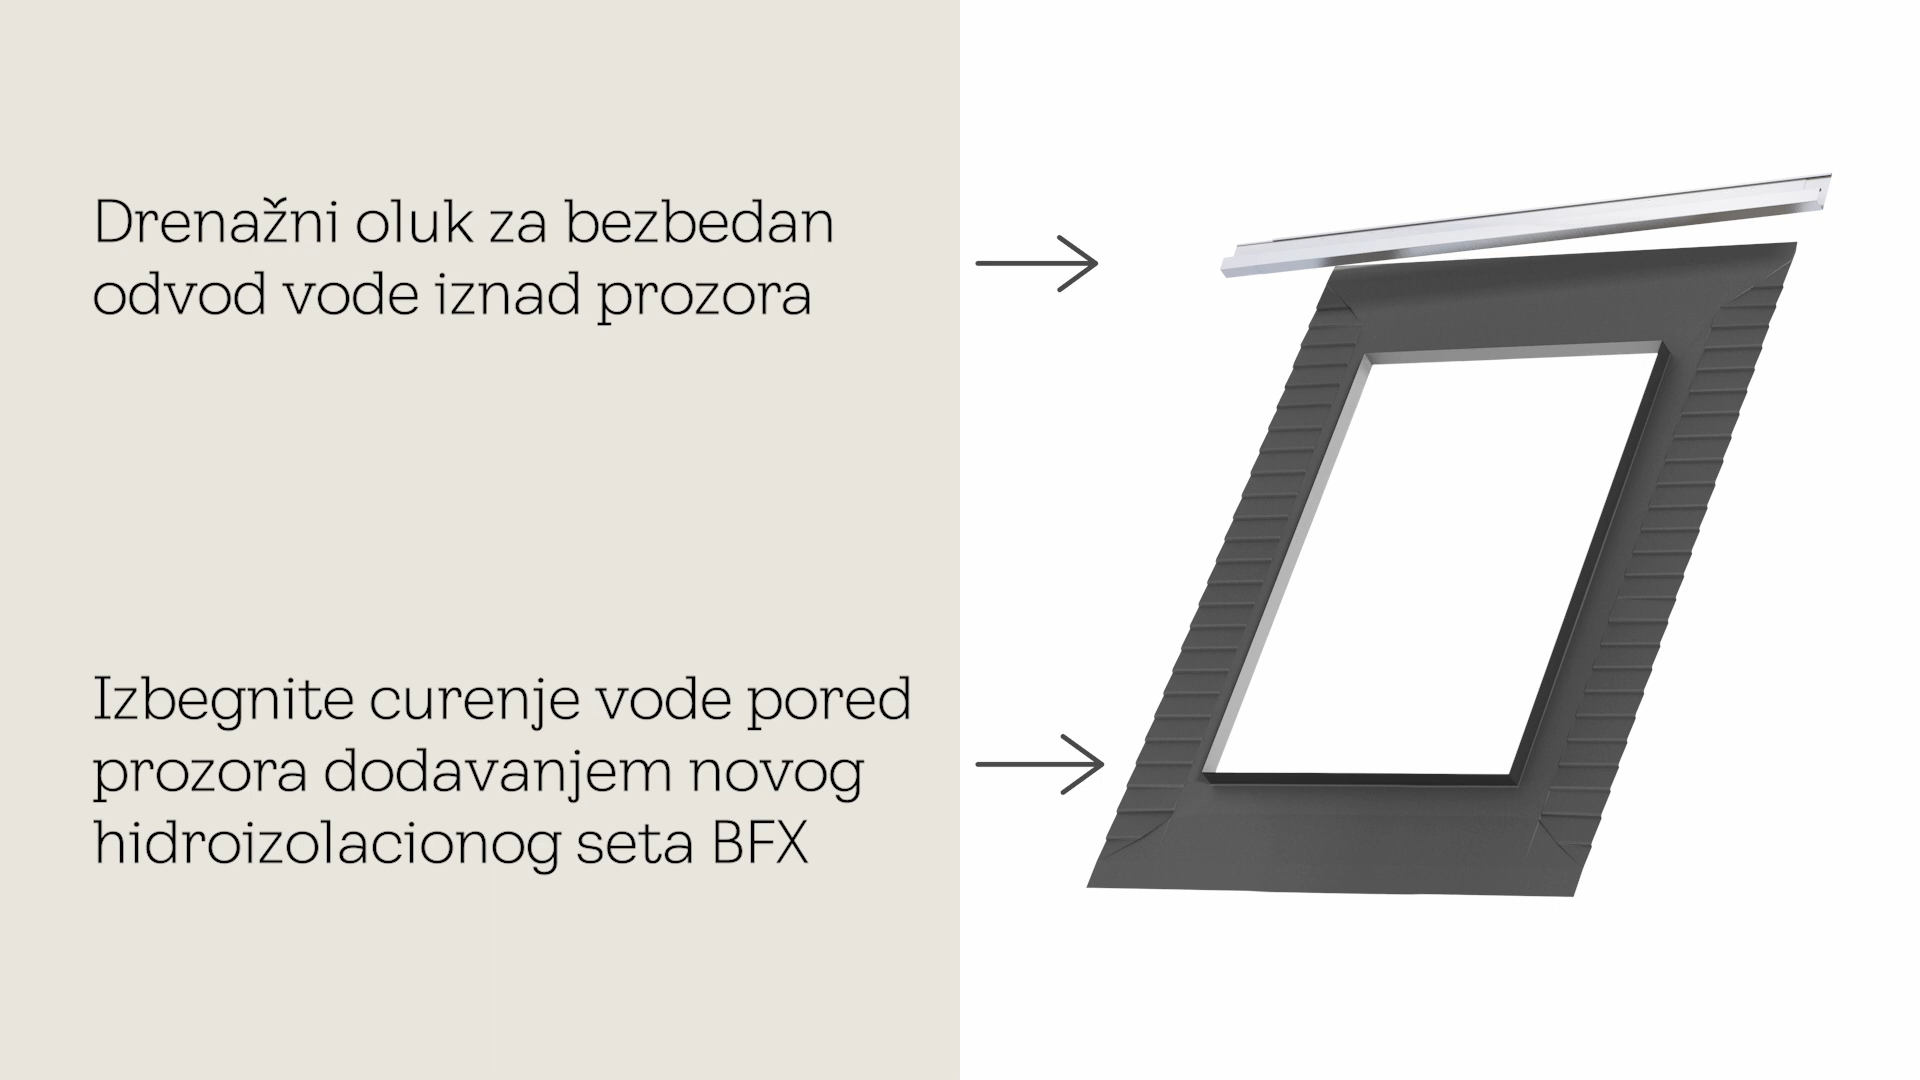 Drenažni oluk za bezbedan
odvod vode iznad prozora
Izbegnite curenje vode pored
prozora dodavanjem novog
hidroizolacionog seta BFX